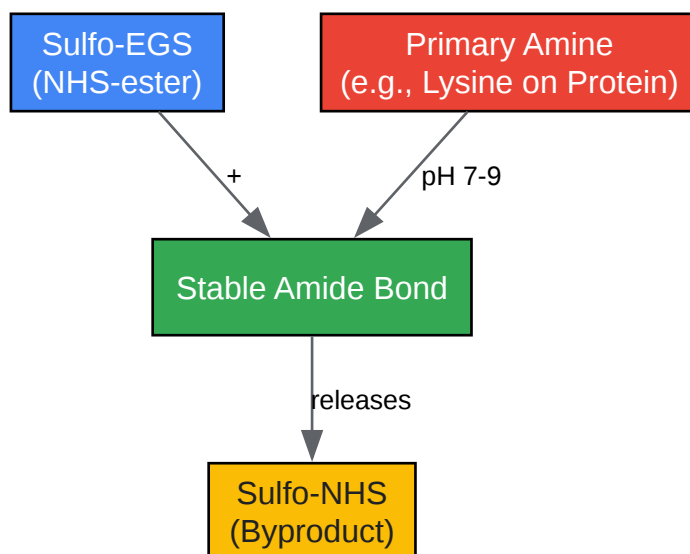 Sulfo-EGS
(NHS-ester)
Primary Amine
(e.g., Lysine on Protein)
+
pH 7-9
Stable Amide Bond
releases
Sulfo-NHS
(Byproduct)